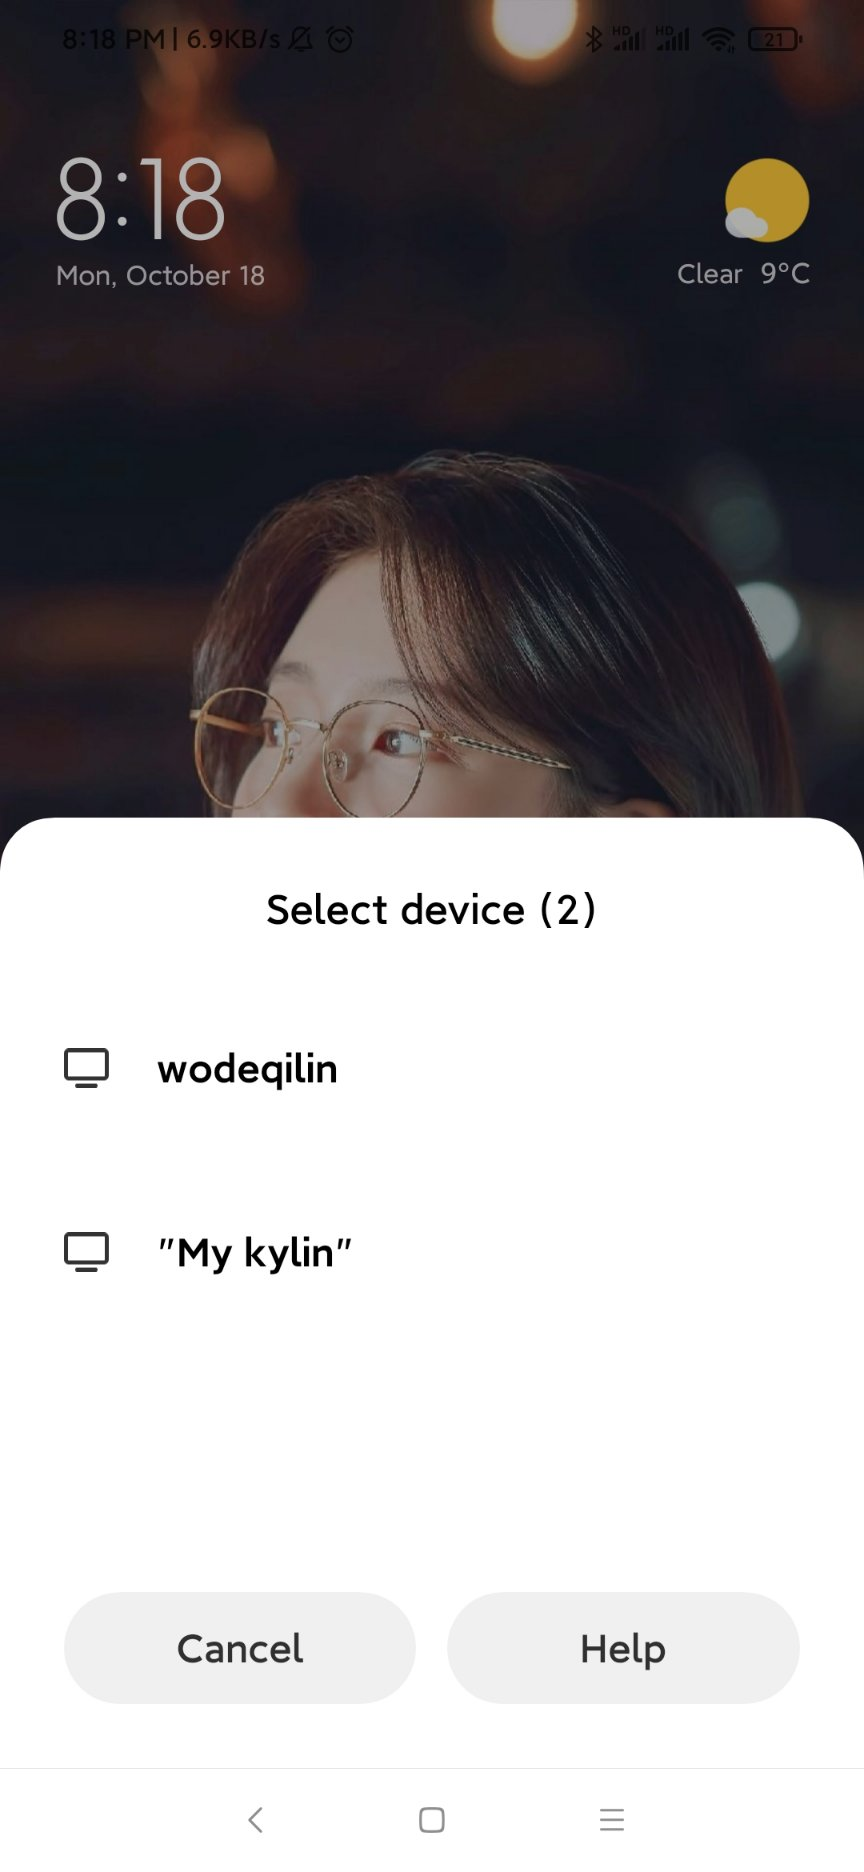 8:18 PM | 6.9KB/s HD HD 21
8:18
Mon, October 18
Clear 9°C
Select device (2)
wodeqilin
"My kylin"
Cancel
Help